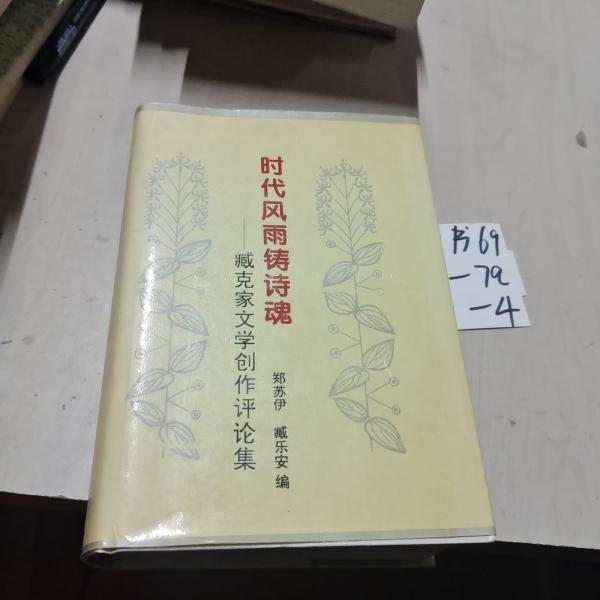 时代风雨铸诗魂
——臧克家文学创作评论集
郑苏伊 臧乐安 编
书69
-7a
-4